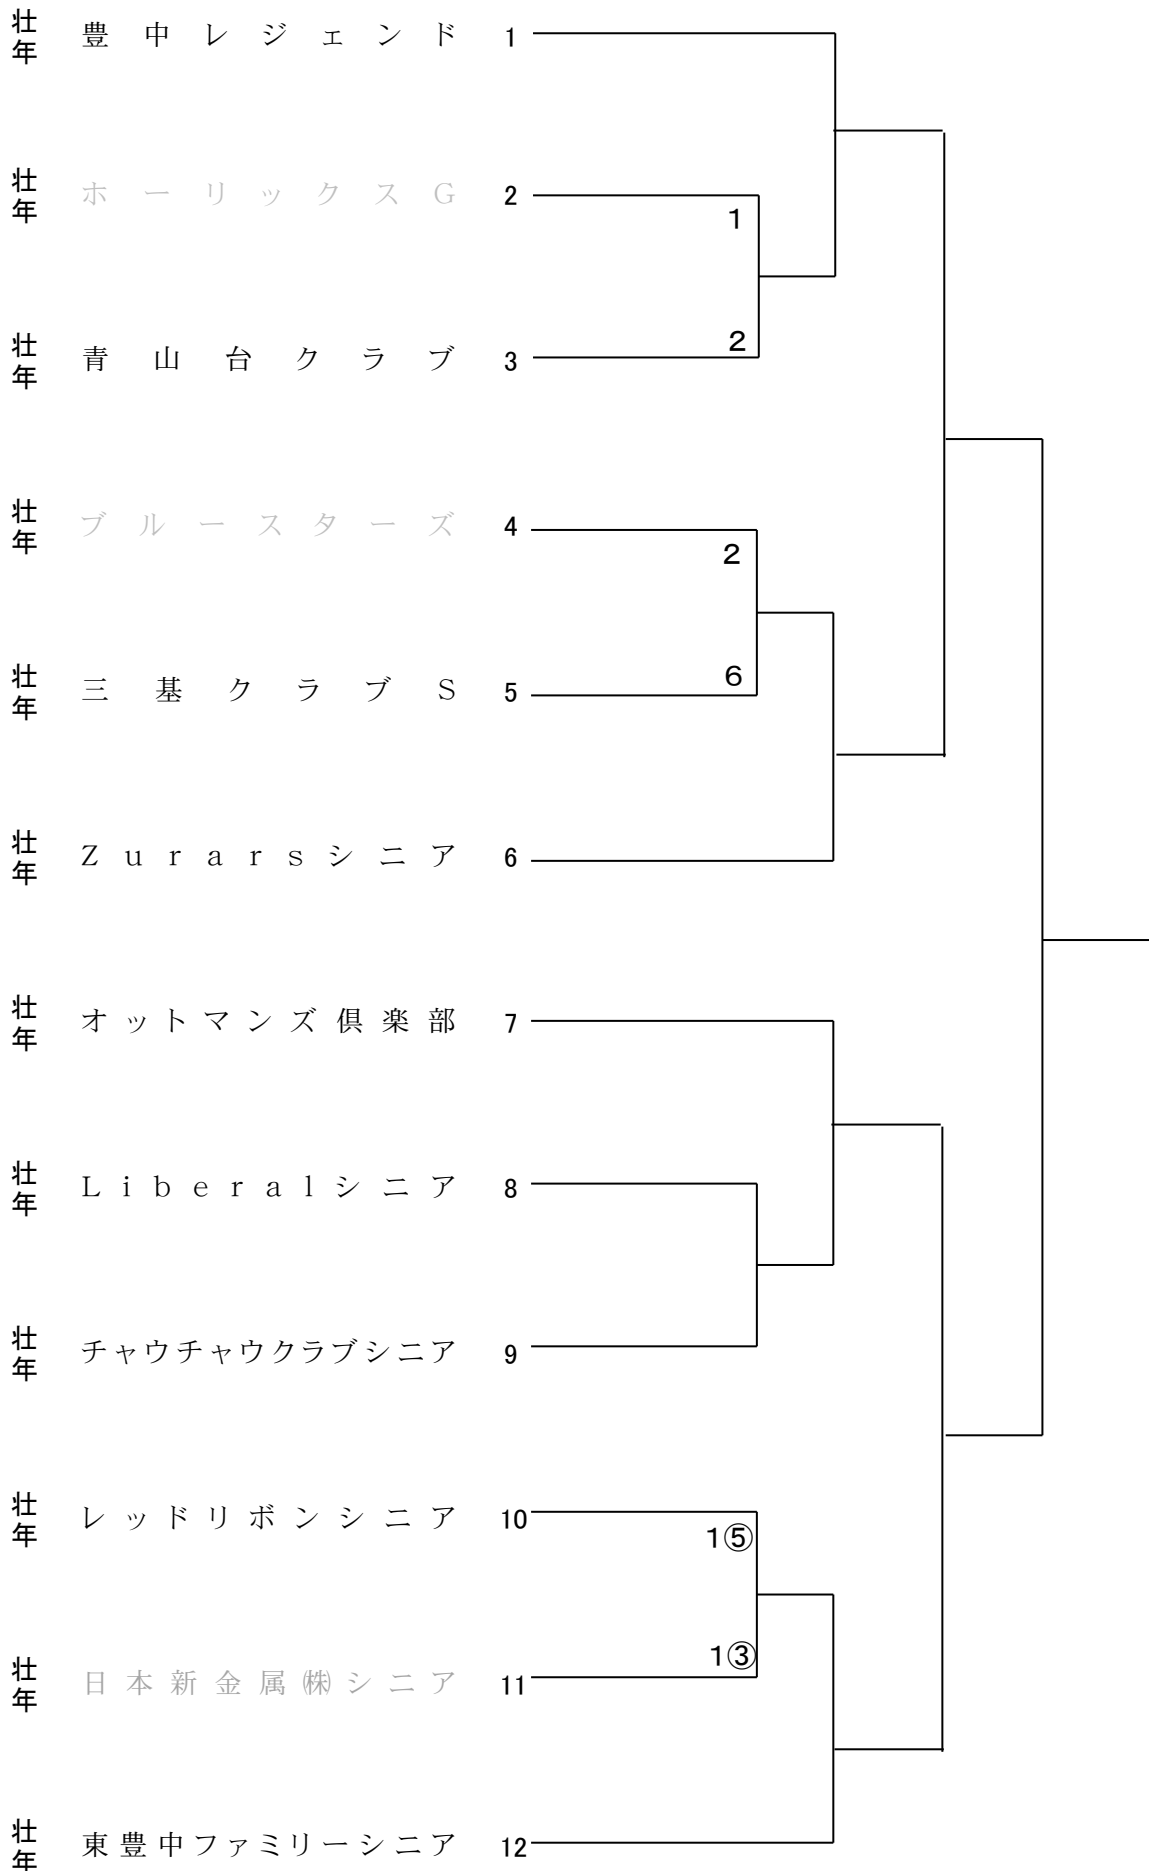 壮年 豊中レジェンド 1
壮年 ホーリックスG 2
1
壮年 青山台クラブ 3
2
壮年 ブルースターズ 4
2
壮年 三基クラブS 5
6
壮年 Zurarsシニア 6
壮年 オットマンズ倶楽部 7
壮年 Liberalシニア 8
壮年 チャウチャウクラブシニア 9
壮年 レッドリボンシニア 10
1⑤
壮年 日本新金属㈱シニア 11
1③
壮年 東豊中ファミリーシニア 12